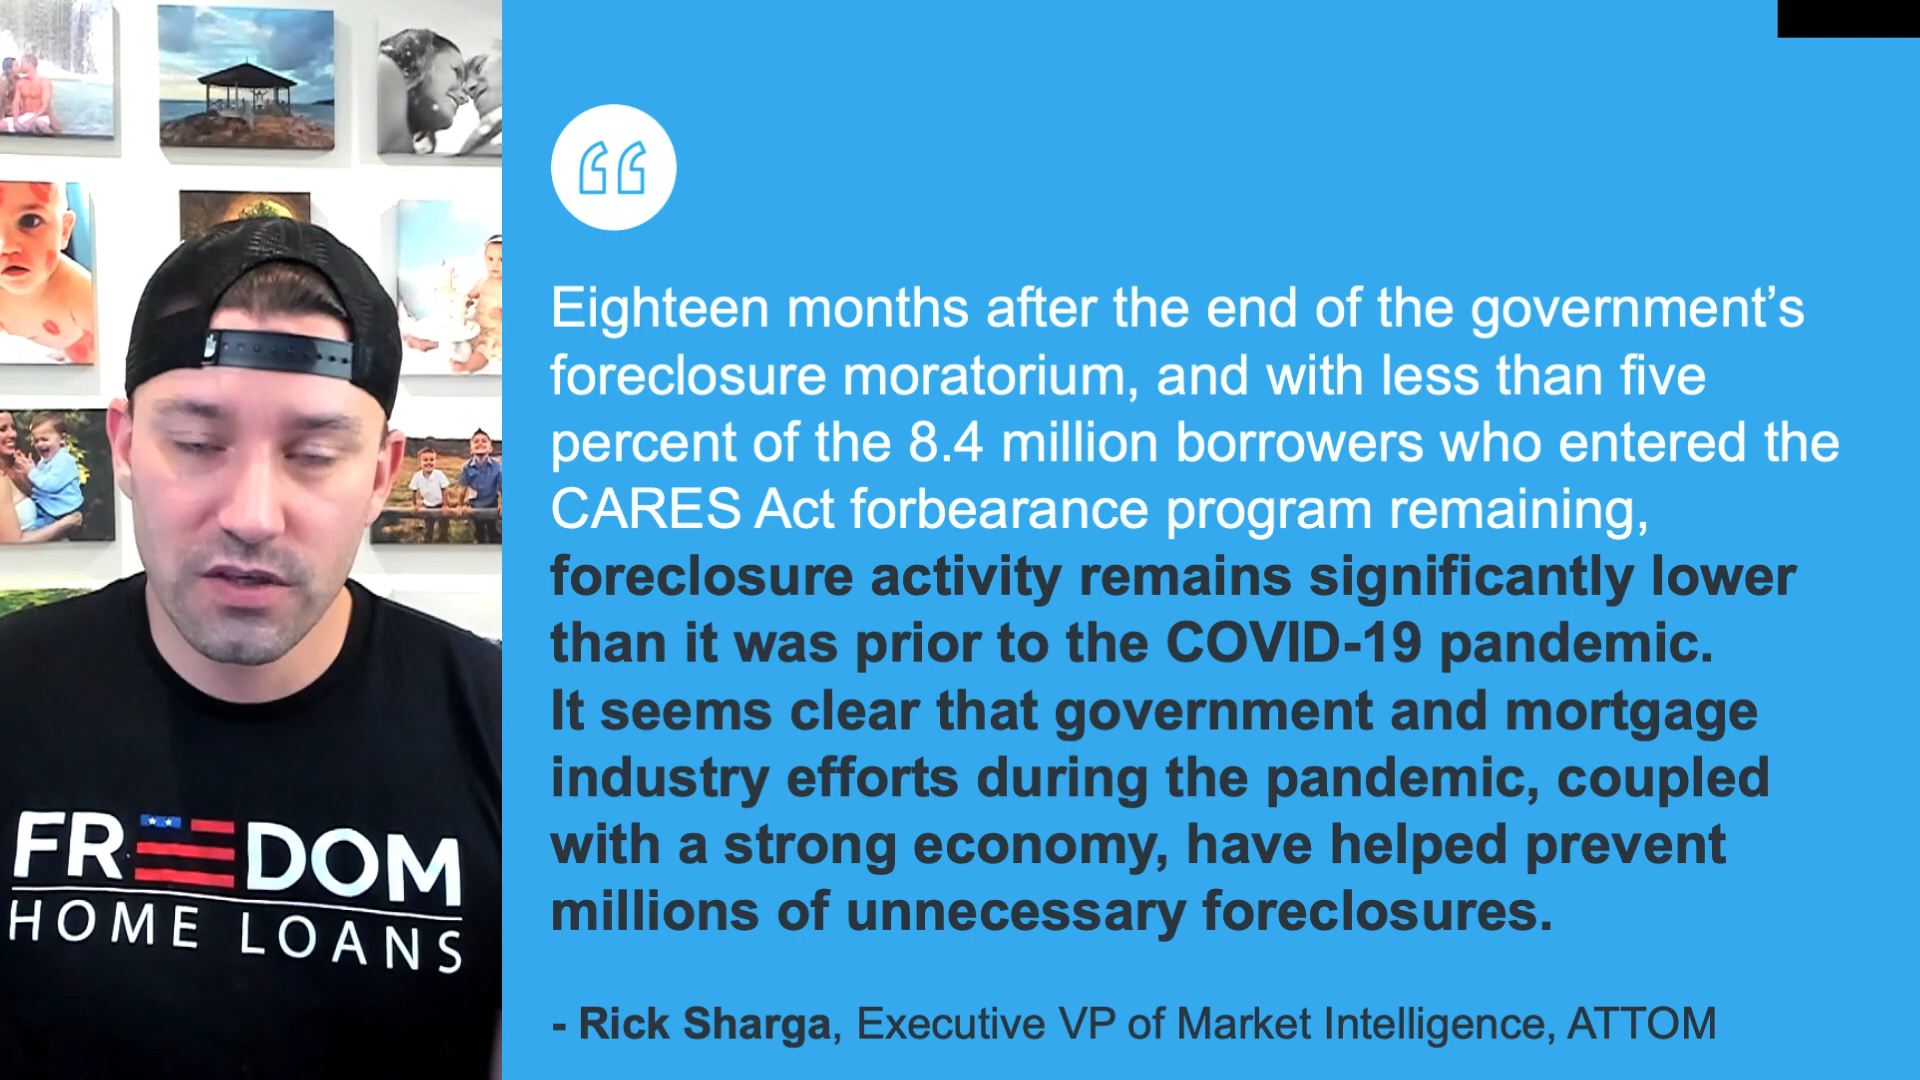 FREEDOM
HOME LOANS
“
Eighteen months after the end of the government’s
foreclosure moratorium, and with less than five
percent of the 8.4 million borrowers who entered the
CARES Act forbearance program remaining,
foreclosure activity remains significantly lower
than it was prior to the COVID-19 pandemic.
It seems clear that government and mortgage
industry efforts during the pandemic, coupled
with a strong economy, have helped prevent
millions of unnecessary foreclosures.
- Rick Sharga, Executive VP of Market Intelligence, ATTOM